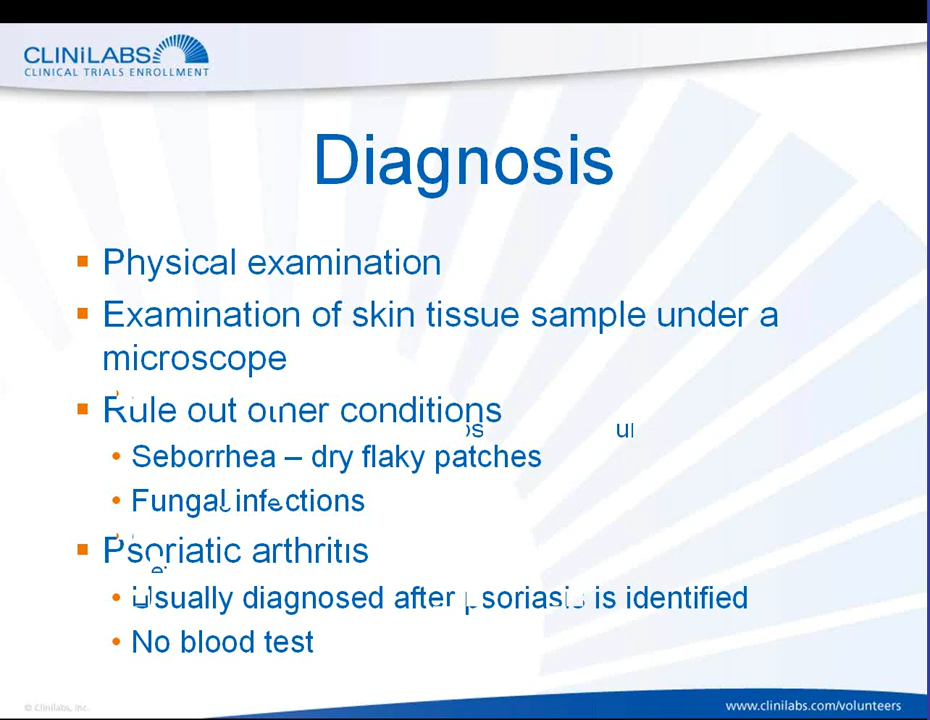 CLINiLABS
CLINICAL TRIALS ENROLLMENT
Diagnosis
Physical examination
Examination of skin tissue sample under a
microscope
Rule out other conditions
Seborrhea – dry flaky patches
Fungal infections
Psoriatic arthritis
Usually diagnosed after psoriasis is identified
No blood test
© Clinilabs, Inc.
www.clinilabs.com/volunteers